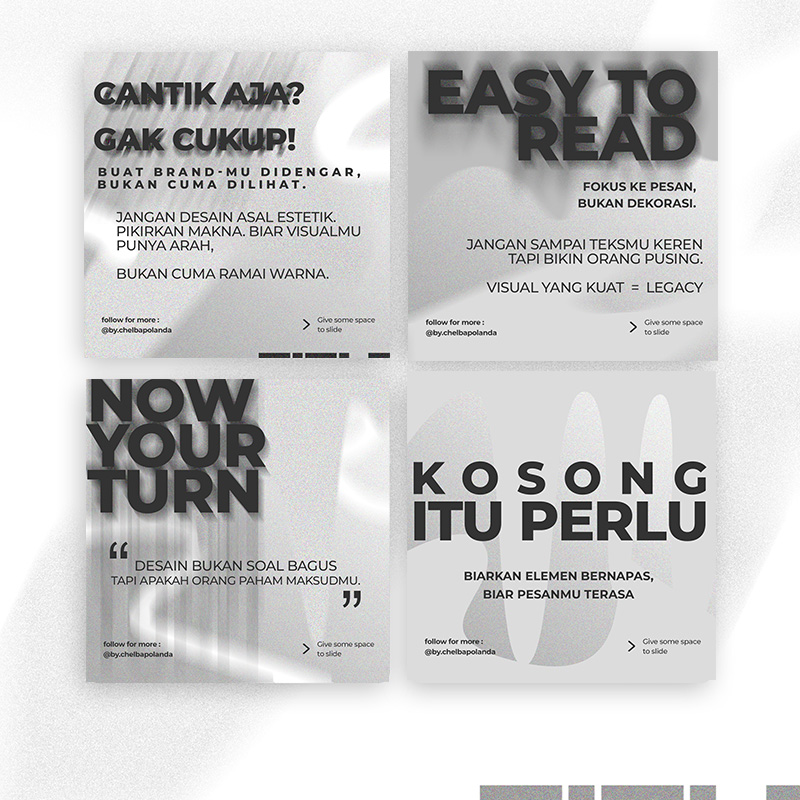 CANTIK AJA?
GAK CUKUP!
BUAT BRAND-MU DIDENGAR,
BUKAN CUMA DILIHAT.
JANGAN DESAIN ASAL ESTETIK.
PIKIRKAN MAKNA. BIAR VISUALMU
PUNYA ARAH,
BUKAN CUMA RAMAI WARNA.
follow for more :
@by.chelbapolanda
Give some space
to slide
EASY TO
READ
FOKUS KE PESAN,
BUKAN DEKORASI.
JANGAN SAMPAI TEKSMU KEREN
TAPI BIKIN ORANG PUSING.
VISUAL YANG KUAT = LEGACY
follow for more :
@by.chelbapolanda
Give some space
to slide
NOW
YOUR
TURN
“ DESAIN BUKAN SOAL BAGUS
TAPI APAKAH ORANG PAHAM MAKSUDMU.
”
follow for more :
@by.chelbapolanda
Give some space
to slide
KOSONG
ITU PERLU
BIARKAN ELEMEN BERNAPAS,
BIAR PESANMU TERASA
follow for more :
@by.chelbapolanda
Give some space
to slide